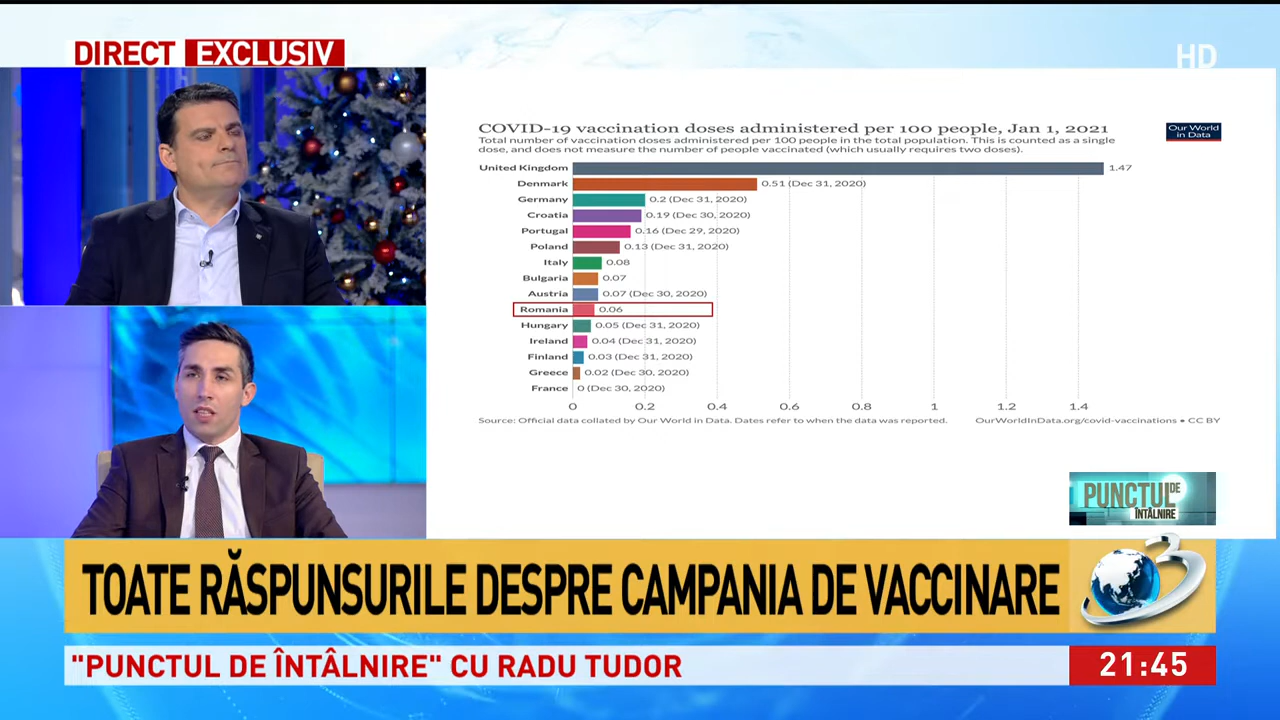 DIRECT EXCLUSIV
HD
COVID-19 vaccination doses administered per 100 people, Jan 1, 2021
Our World in Data
Total number of vaccination doses administered per 100 people in the total population. This is counted as a single
dose, and does not measure the number of people vaccinated (which usually requires two doses).
United Kingdom 1.47
Denmark 0.51 (Dec 31, 2020)
Germany 0.2 (Dec 31, 2020)
Croatia 0.19 (Dec 30, 2020)
Portugal 0.16 (Dec 29, 2020)
Poland 0.13 (Dec 31, 2020)
Italy 0.08
Bulgaria 0.07
Austria 0.07 (Dec 30, 2020)
Romania 0.06
Hungary 0.05 (Dec 31, 2020)
Ireland 0.04 (Dec 31, 2020)
Finland 0.03 (Dec 31, 2020)
Greece 0.02 (Dec 30, 2020)
France 0 (Dec 30, 2020)
0 0.2 0.4 0.6 0.8 1 1.2 1.4
Source: Official data collated by Our World in Data. Dates refer to when the data was reported. OurWorldInData.org/covid-vaccinations • CC BY
PUNCTUL DE
ÎNTÂLNIRE
TOATE RĂSPUNSURILE DESPRE CAMPANIA DE VACCINARE
3
"PUNCTUL DE ÎNTÂLNIRE" CU RADU TUDOR
21:45